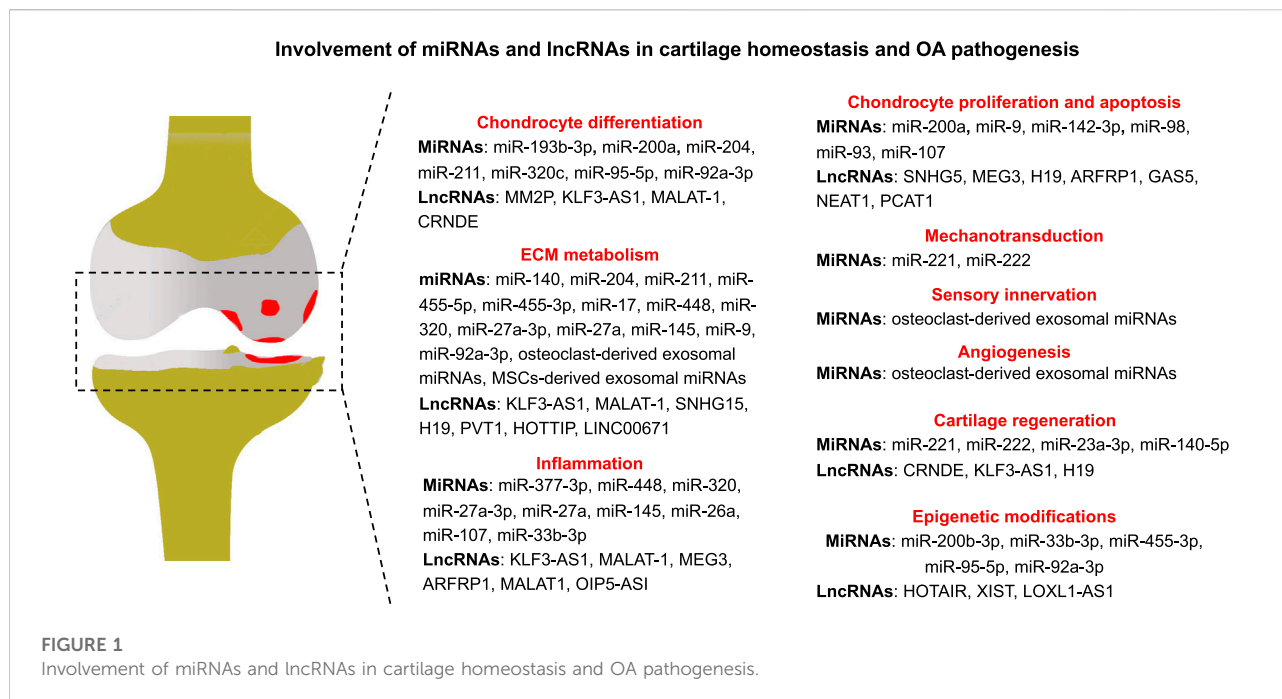 Involvement of miRNAs and lncRNAs in cartilage homeostasis and OA pathogenesis
Chondrocyte differentiation
MiRNAs: miR-193b-3p, miR-200a, miR-204,
miR-211, miR-320c, miR-95-5p, miR-92a-3p
LncRNAs: MM2P, KLF3-AS1, MALAT-1,
CRNDE
ECM metabolism
miRNAs: miR-140, miR-204, miR-211, miR-
455-5p, miR-455-3p, miR-17, miR-448, miR-
320, miR-27a-3p, miR-27a, miR-145, miR-9,
miR-92a-3p, osteoclast-derived exosomal
miRNAs, MSCs-derived exosomal miRNAs
LncRNAs: KLF3-AS1, MALAT-1, SNHG15,
H19, PVT1, HOTTIP, LINC00671
Inflammation
MiRNAs: miR-377-3p, miR-448, miR-320,
miR-27a-3p, miR-27a, miR-145, miR-26a,
miR-107, miR-33b-3p
LncRNAs: KLF3-AS1, MALAT-1, MEG3,
ARFRP1, MALAT1, OIP5-ASI
Chondrocyte proliferation and apoptosis
MiRNAs: miR-200a, miR-9, miR-142-3p, miR-98,
miR-93, miR-107
LncRNAs: SNHG5, MEG3, H19, ARFRP1, GAS5,
NEAT1, PCAT1
Mechanotransduction
MiRNAs: miR-221, miR-222
Sensory innervation
MiRNAs: osteoclast-derived exosomal miRNAs
Angiogenesis
MiRNAs: osteoclast-derived exosomal miRNAs
Cartilage regeneration
MiRNAs: miR-221, miR-222, miR-23a-3p, miR-140-5p
LncRNAs: CRNDE, KLF3-AS1, H19
Epigenetic modifications
MiRNAs: miR-200b-3p, miR-33b-3p, miR-455-3p,
miR-95-5p, miR-92a-3p
LncRNAs: HOTAIR, XIST, LOXL1-AS1
FIGURE 1
Involvement of miRNAs and lncRNAs in cartilage homeostasis and OA pathogenesis.